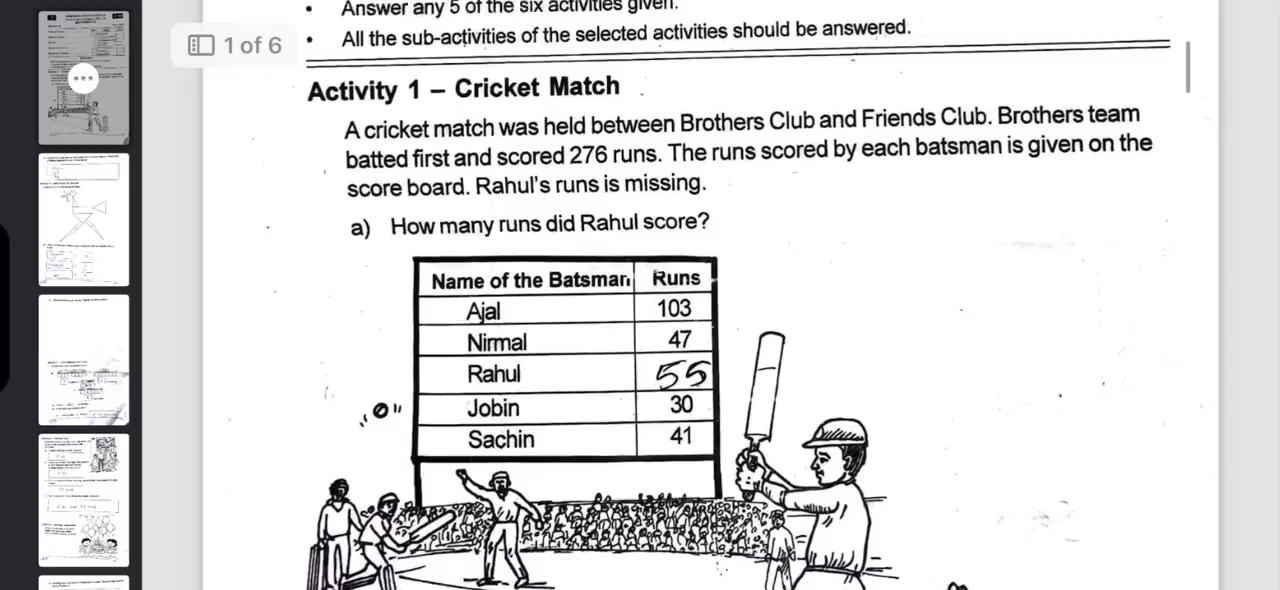 1 of 6
Answer any 5 of the six activities given.
All the sub-activities of the selected activities should be answered.
Activity 1 – Cricket Match
A cricket match was held between Brothers Club and Friends Club. Brothers team
batted first and scored 276 runs. The runs scored by each batsman is given on the
score board. Rahul's runs is missing.
a) How many runs did Rahul score?
Name of the Batsman Runs
Ajal 103
Nirmal 47
Rahul 55
Jobin 30
Sachin 41